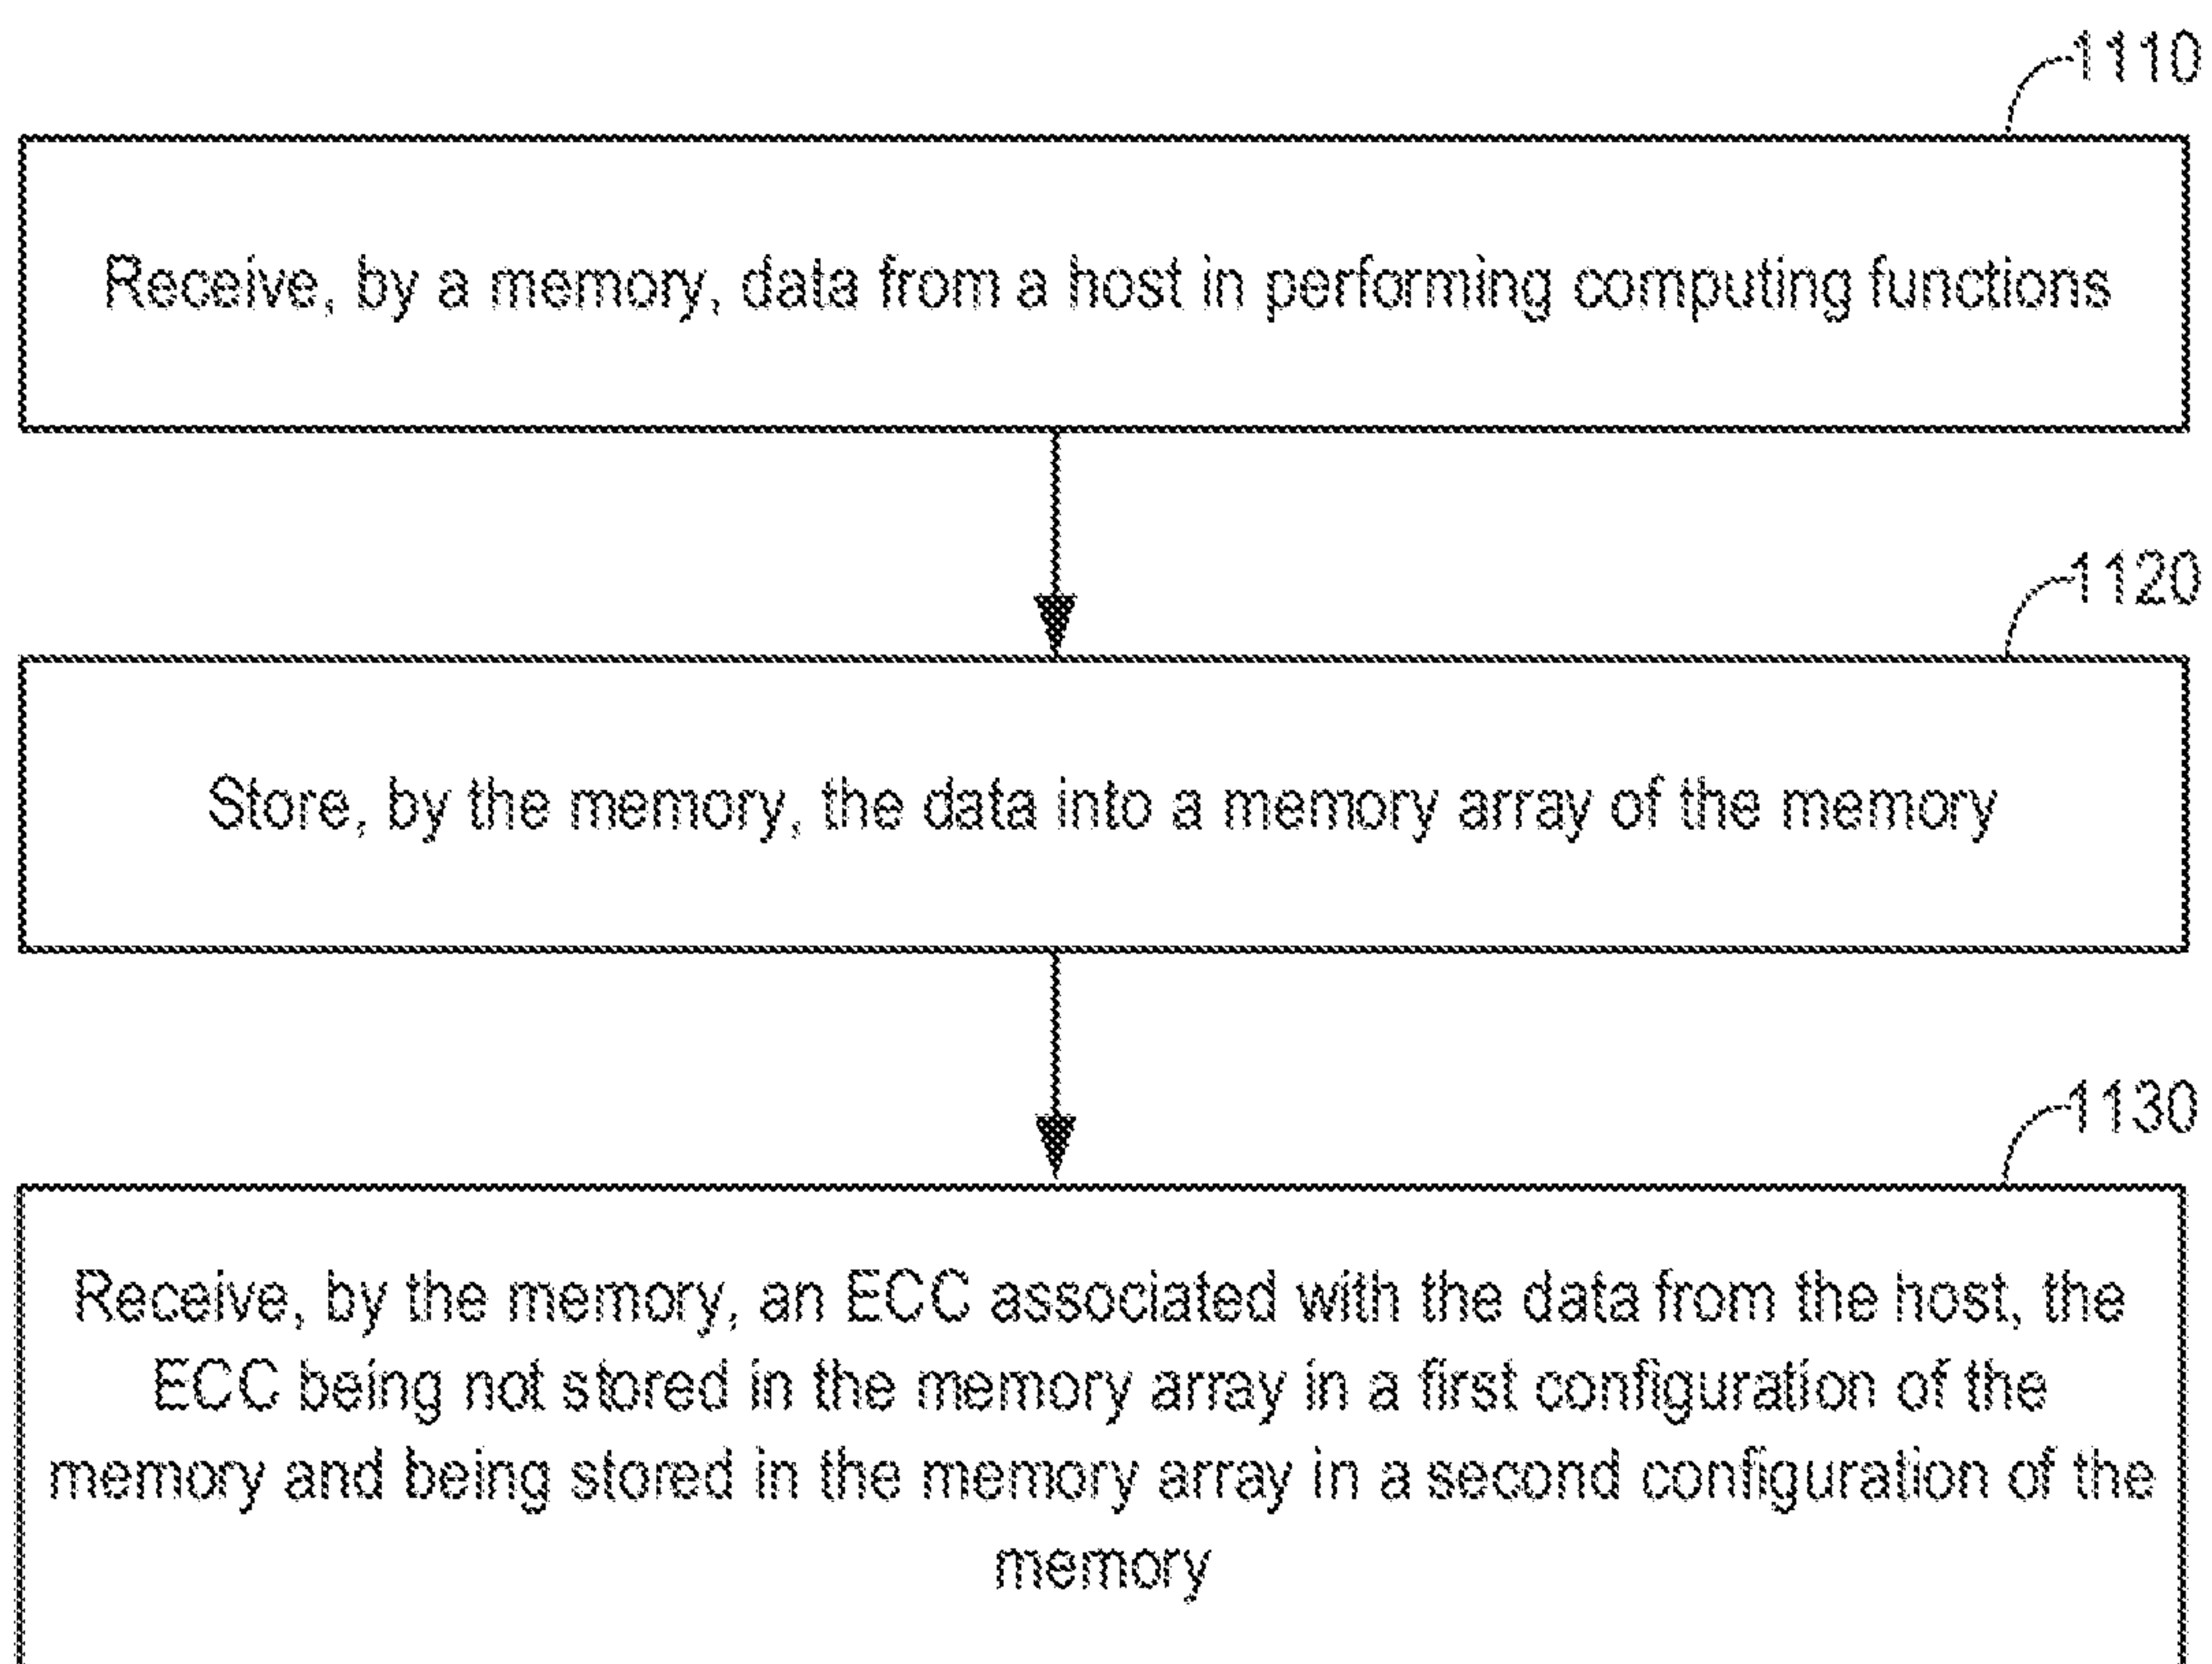 1110
Receive, by a memory, data from a host in performing computing functions
1120
Store, by the memory, the data into a memory array of the memory
1130
Receive, by the memory, an ECC associated with the data from the host, the
ECC being not stored in the memory array in a first configuration of the
memory and being stored in the memory array in a second configuration of the
memory